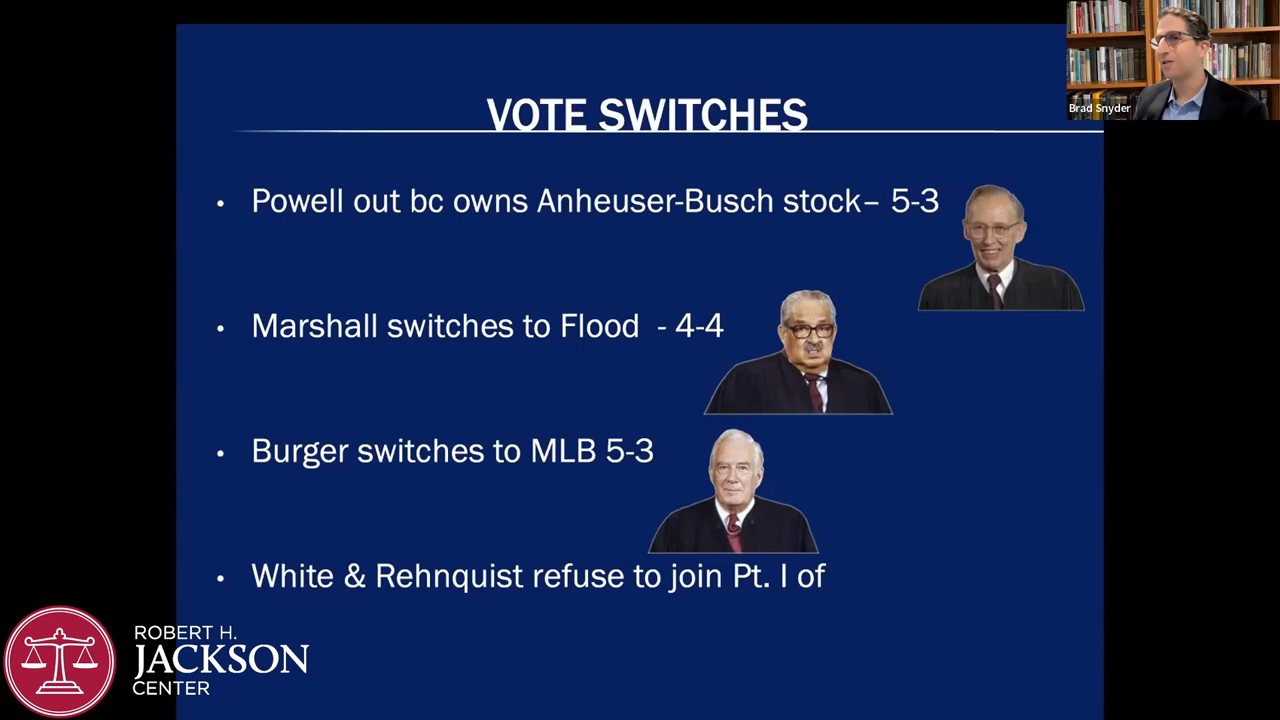 Brad Snyder
VOTE SWITCHES
• Powell out bc owns Anheuser-Busch stock– 5-3
• Marshall switches to Flood - 4-4
• Burger switches to MLB 5-3
• White & Rehnquist refuse to join Pt. I of
ROBERT H.
JACKSON
CENTER